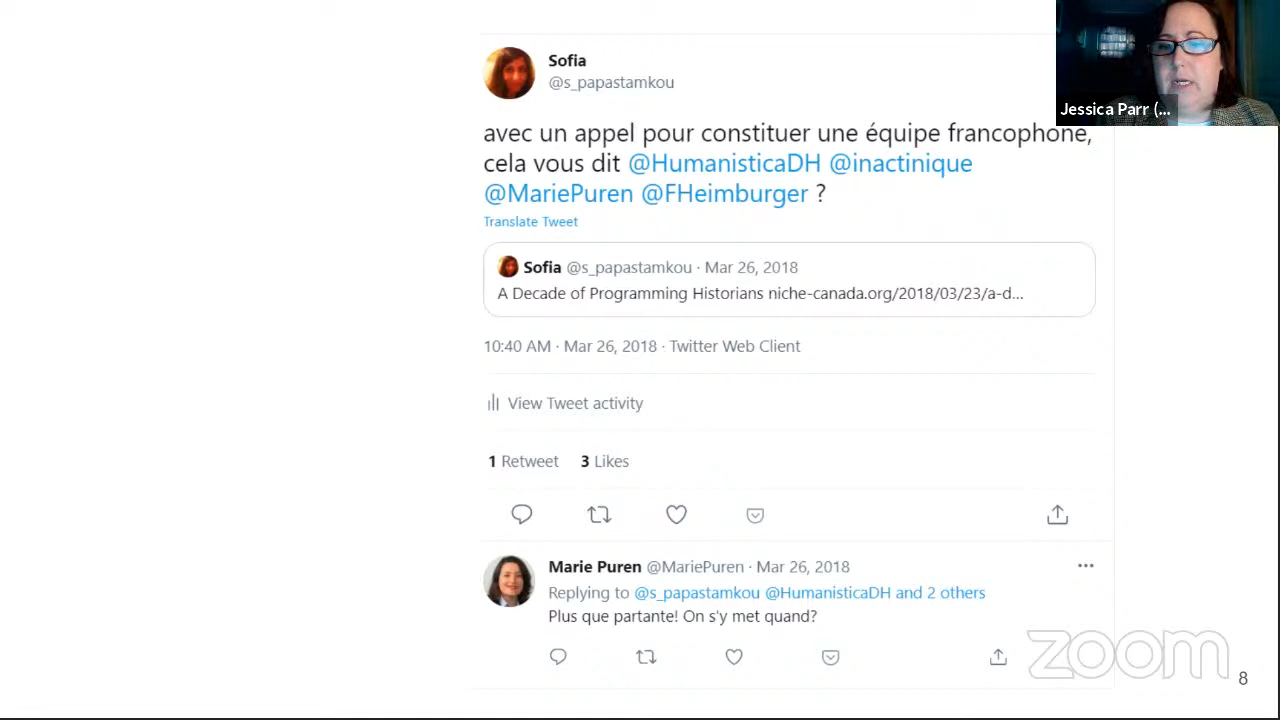 Sofia
@s_papastamkou
Jessica Parr (...
avec un appel pour constituer une équipe francophone,
cela vous dit @HumanisticaDH @inactinique
@MariePuren @FHeimburger ?
Translate Tweet
Sofia @s_papastamkou · Mar 26, 2018
A Decade of Programming Historians niche-canada.org/2018/03/23/a-d...
10:40 AM · Mar 26, 2018 · Twitter Web Client
View Tweet activity
1 Retweet 3 Likes
Marie Puren @MariePuren · Mar 26, 2018
Replying to @s_papastamkou @HumanisticaDH and 2 others
Plus que partante! On s'y met quand?
zoom
8